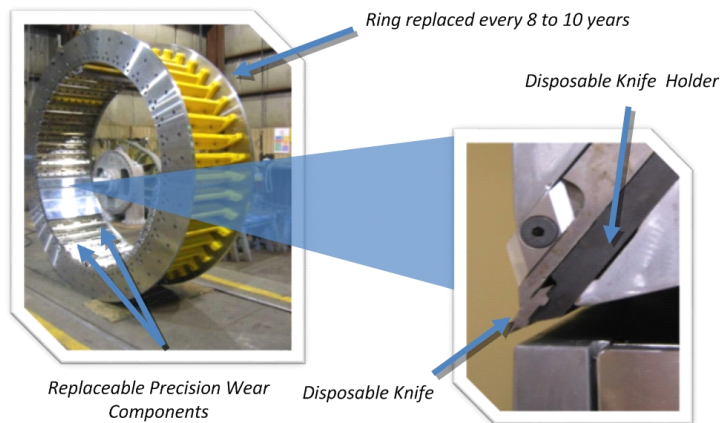 Ring replaced every 8 to 10 years
Disposable Knife Holder
Replaceable Precision Wear
Components
Disposable Knife